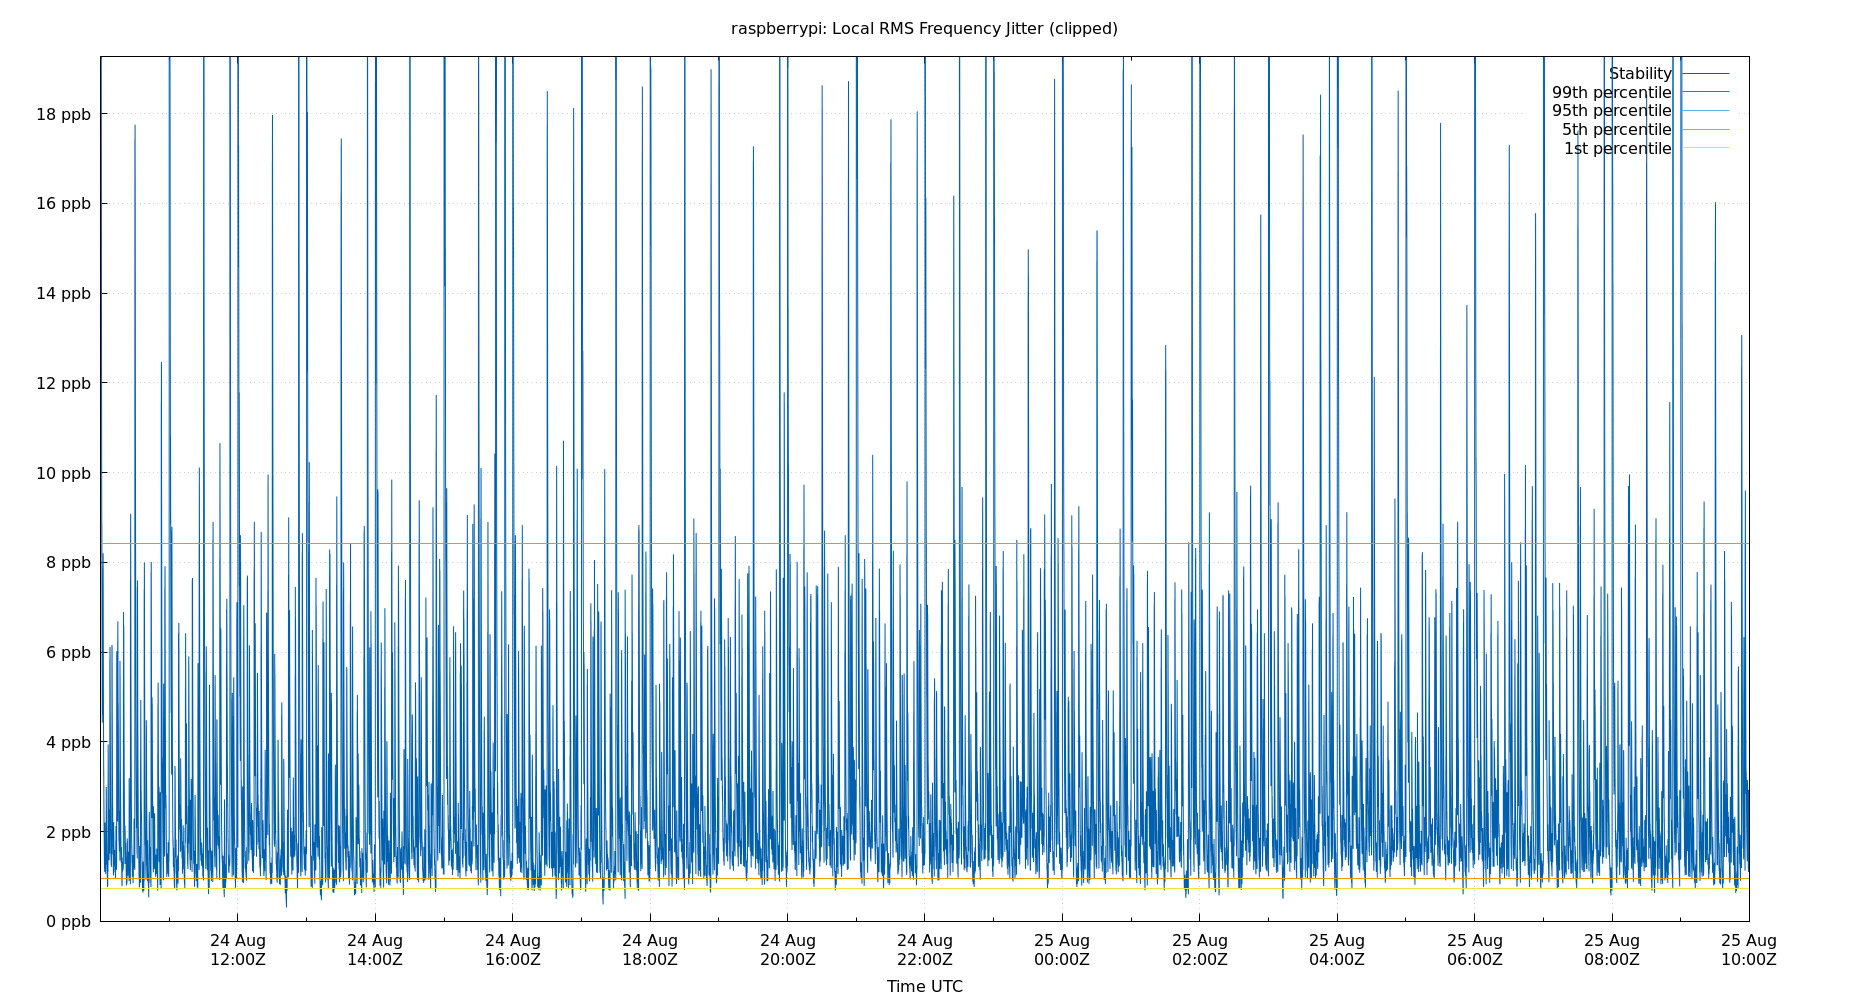 raspberrypi: Local RMS Frequency Jitter (clipped)
Stability
99th percentile
95th percentile
5th percentile
1st percentile
18 ppb
16 ppb
14 ppb
12 ppb
10 ppb
8 ppb
6 ppb
4 ppb
2 ppb
0 ppb
24 Aug 24 Aug 24 Aug 24 Aug 24 Aug 24 Aug 25 Aug 25 Aug 25 Aug 25 Aug 25 Aug 25 Aug
12:00Z 14:00Z 16:00Z 18:00Z 20:00Z 22:00Z 00:00Z 02:00Z 04:00Z 06:00Z 08:00Z 10:00Z
Time UTC